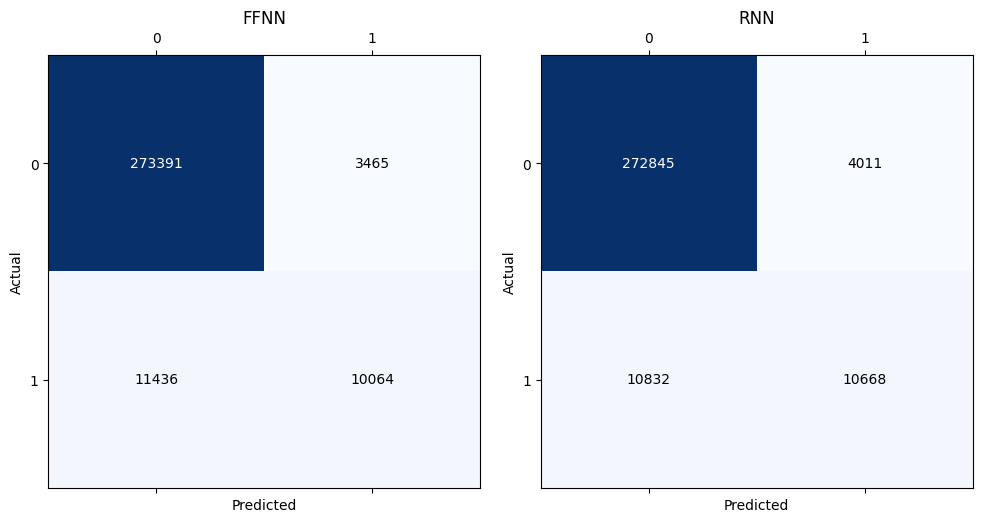 FFNN
0 1
0 273391 3465
Actual
1 11436 10064
Predicted
RNN
0 1
0 272845 4011
Actual
1 10832 10668
Predicted